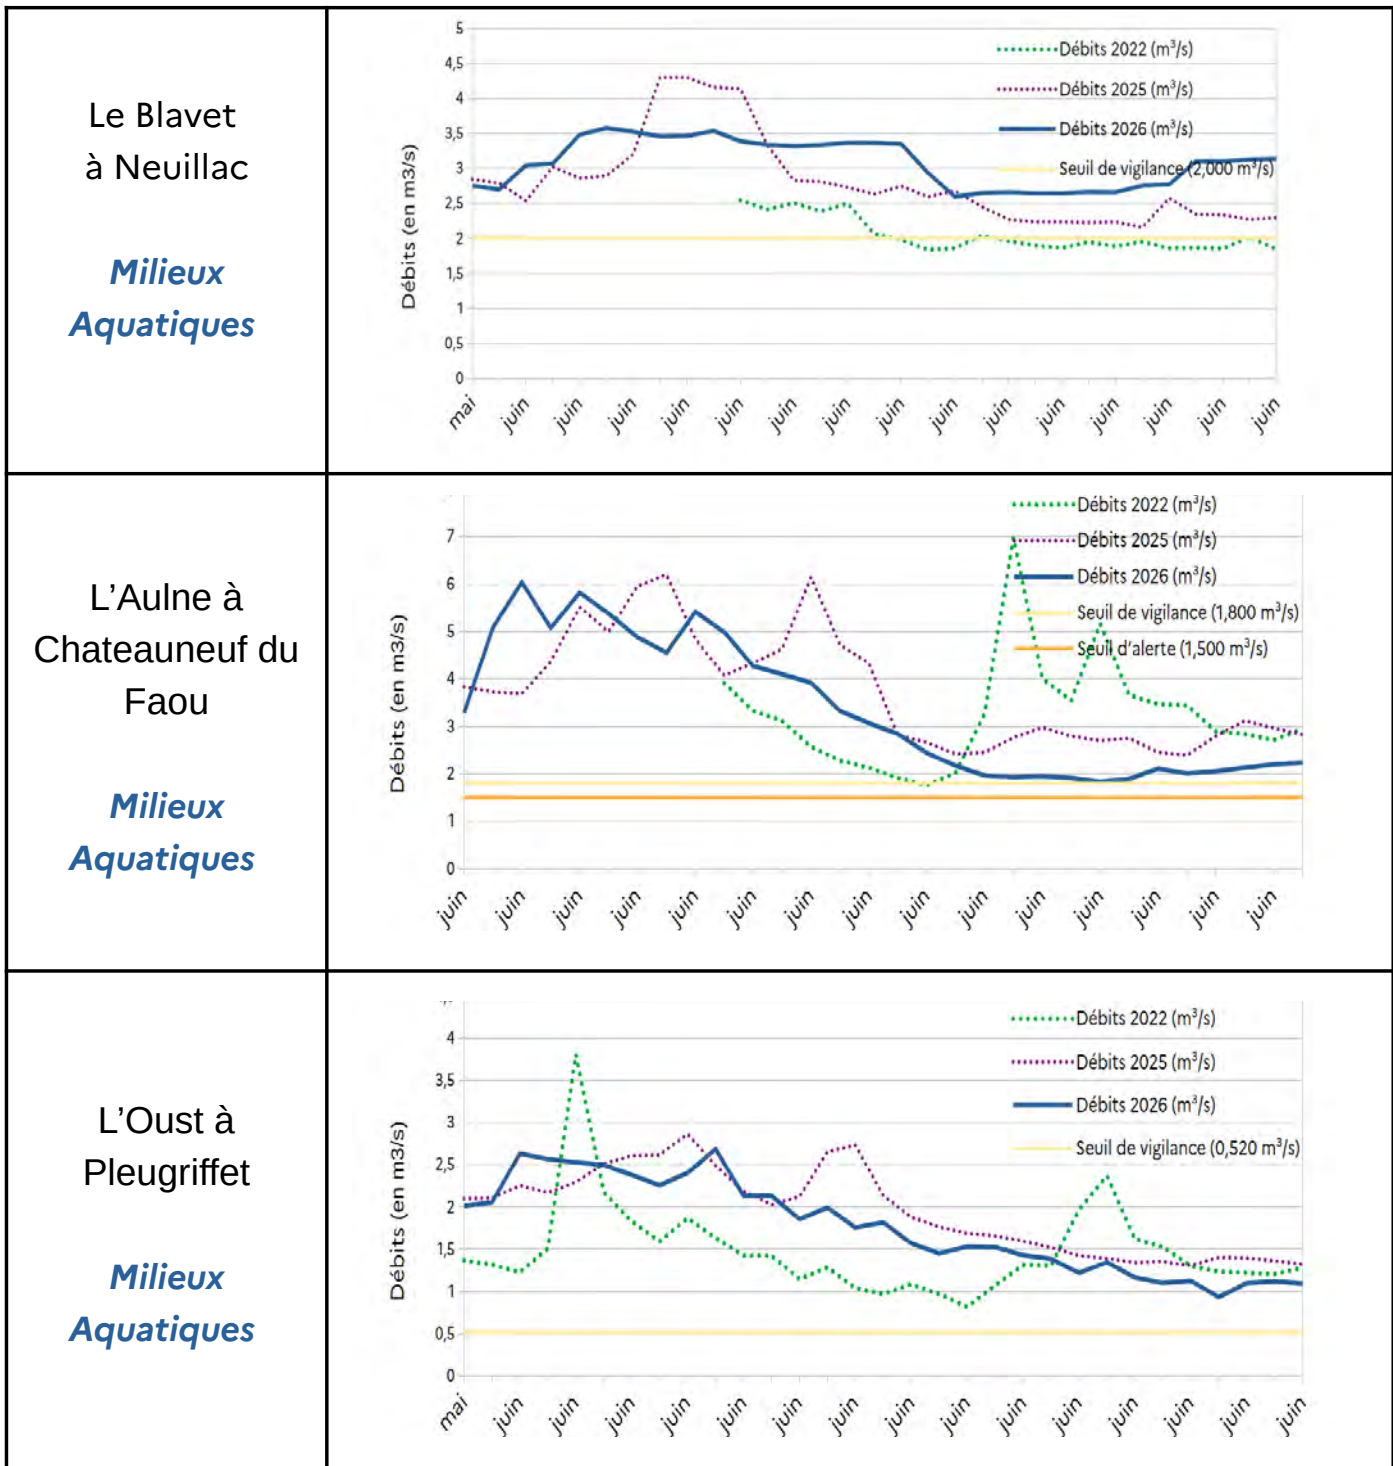 Le Blavet
à Neuillac
Milieux
Aquatiques
Débits (en m3/s)
5
4,5
4
3,5
3
2,5
2
1,5
1
0,5
0
Débits 2022 (m³/s)
Débits 2025 (m³/s)
Débits 2026 (m³/s)
Seuil de vigilance (2,000 m³/s)
mai juin juin juin juin juin juin juin juin juin juin juin juin juin juin juin
L’Aulne à
Chateauneuf du
Faou
Milieux
Aquatiques
Débits (en m3/s)
7
6
5
4
3
2
1
0
Débits 2022 (m³/s)
Débits 2025 (m³/s)
Débits 2026 (m³/s)
Seuil de vigilance (1,800 m³/s)
Seuil d’alerte (1,500 m³/s)
juin juin juin juin juin juin juin juin juin juin juin juin juin juin juin
L’Oust à
Pleugriffet
Milieux
Aquatiques
Débits (en m3/s)
4
3,5
3
2,5
2
1,5
1
0,5
0
Débits 2022 (m³/s)
Débits 2025 (m³/s)
Débits 2026 (m³/s)
Seuil de vigilance (0,520 m³/s)
mai juin juin juin juin juin juin juin juin juin juin juin juin juin juin juin